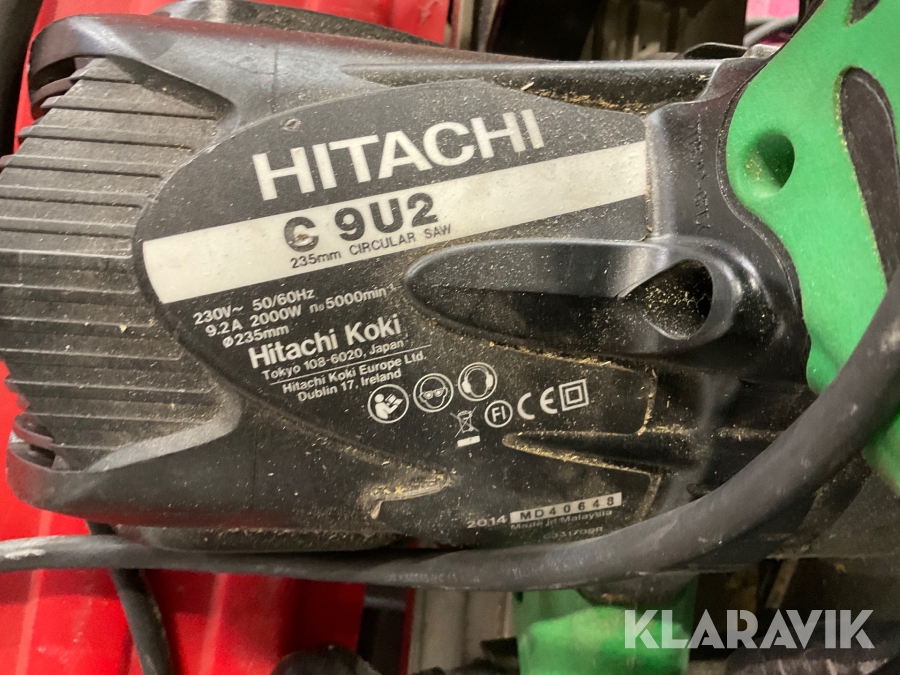 HITACHI
C 9U2
235mm CIRCULAR SAW
230V~ 50/60Hz
9.2A 2000W n₀5000min⁻¹
ø235mm
Hitachi Koki
Tokyo 108-6020, Japan
Hitachi Koki Europe Ltd.
Dublin 17, Ireland
FI CE
2014 MD40648
Made in Malaysia
KLARAVIK